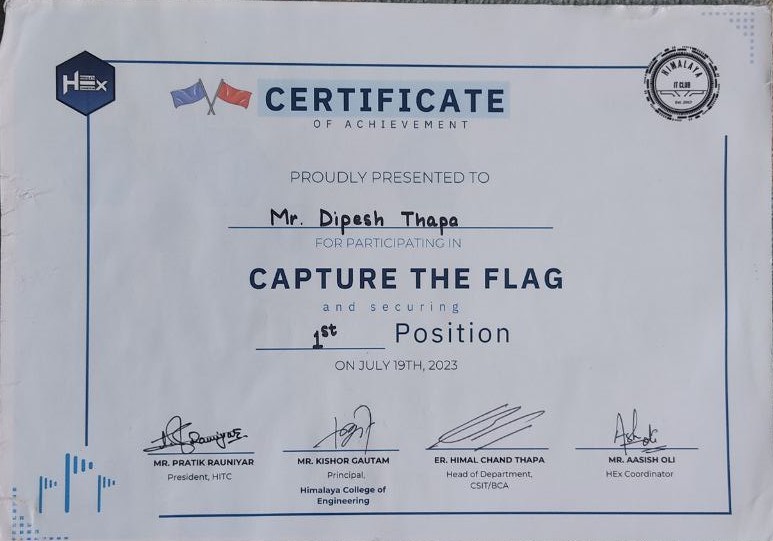 HEx
HIMALAYA
IT CLUB
CERTIFICATE
OF ACHIEVEMENT
PROUDLY PRESENTED TO
Mr. Dipesh Thapa
FOR PARTICIPATING IN
CAPTURE THE FLAG
and securing
1st Position
ON JULY 19TH, 2023
MR. PRATIK RAUNIYAR
President, HITC
MR. KISHOR GAUTAM
Principal,
Himalaya College of
Engineering
ER. HIMAL CHAND THAPA
Head of Department,
CSIT/BCA
MR. AASISH OLI
HEx Coordinator